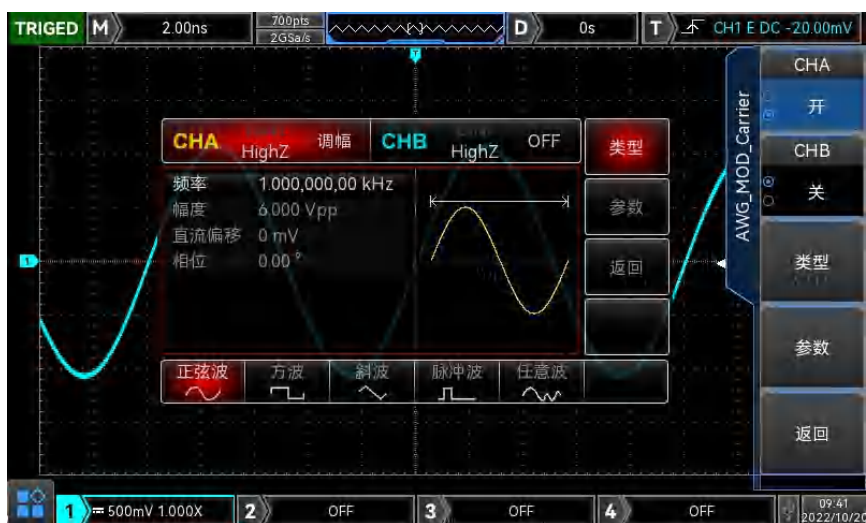 TRIGED M 2.00ns 700pts 2GSa/s D 0s T CH1 E DC -20.00mV
T
CHA HighZ 调幅 CHB HighZ OFF 类型
频率 1.000,000,00 kHz
幅度 6.000 Vpp
直流偏移 0 mV
相位 0.00 °
参数
返回
正弦波 方波 斜波 脉冲波 任意波
AWG_MOD_Carrier
CHA
开
CHB
关
类型
参数
返回
1
1 500mV 1.000X 2 OFF 3 OFF 4 OFF
09:41